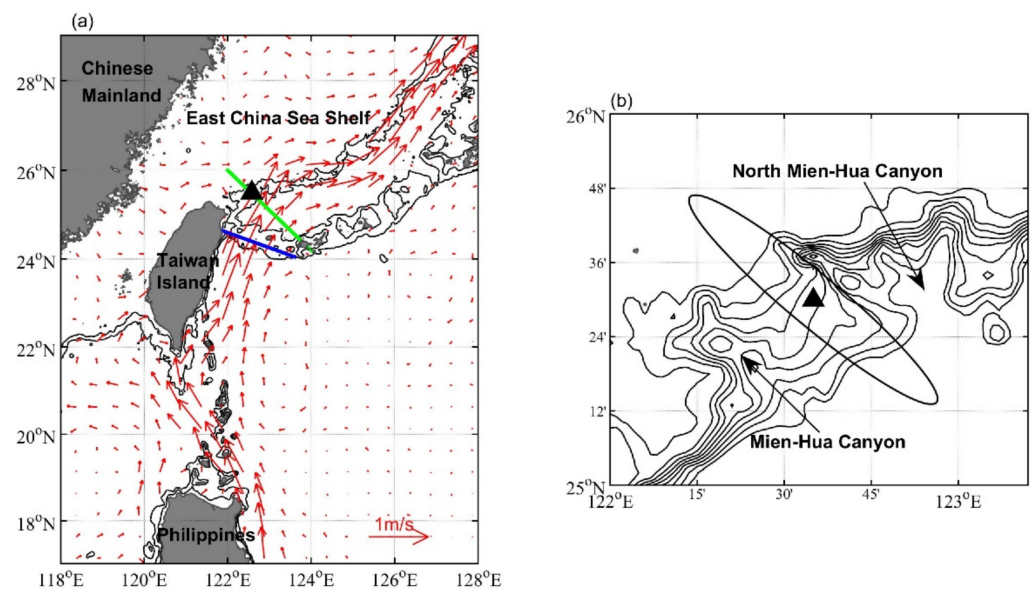 (a)
28°N
26°N
24°N
22°N
20°N
18°N
118°E
120°E
122°E
124°E
126°E
128°E
Chinese
Mainland
East China Sea Shelf
Taiwan
Island
Philippines
1m/s
(b)
26°N
48'
36'
24'
12'
25°N
122°E
15'
30'
45'
123°E
North Mien-Hua Canyon
Mien-Hua Canyon